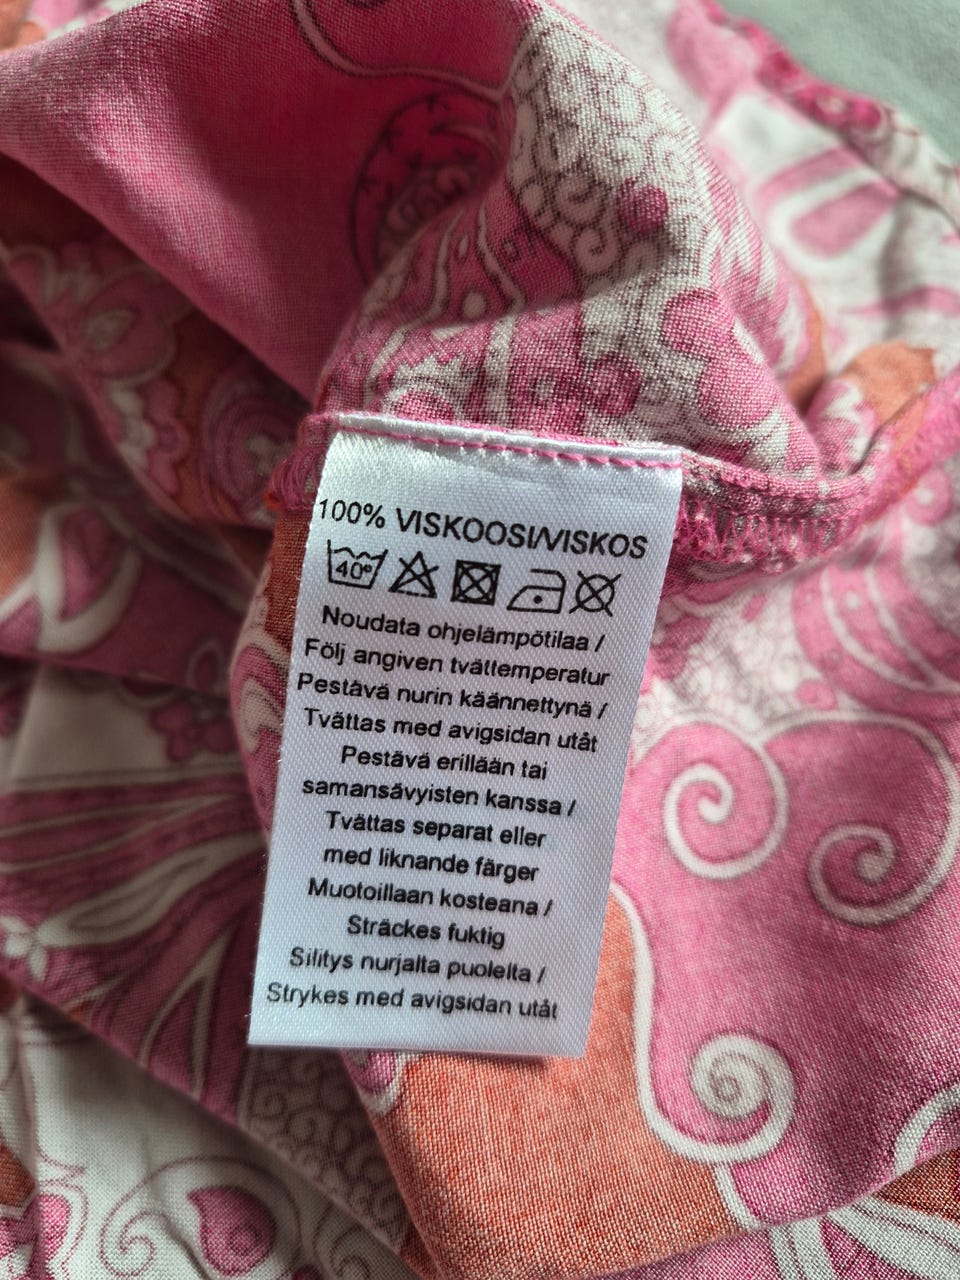 100% VISKOOSI/VISKOS
40°
Noudata ohjelämpötilaa /
Följ angiven tvättemperatur
Pestävä nurin käännettynä /
Tvättas med avigsidan utåt
Pestävä erillään tai
samansävyisten kanssa /
Tvättas separat eller
med liknande färger
Muotoillaan kosteana /
Sträckes fuktig
Silitys nurjalta puolelta /
Strykes med avigsidan utåt